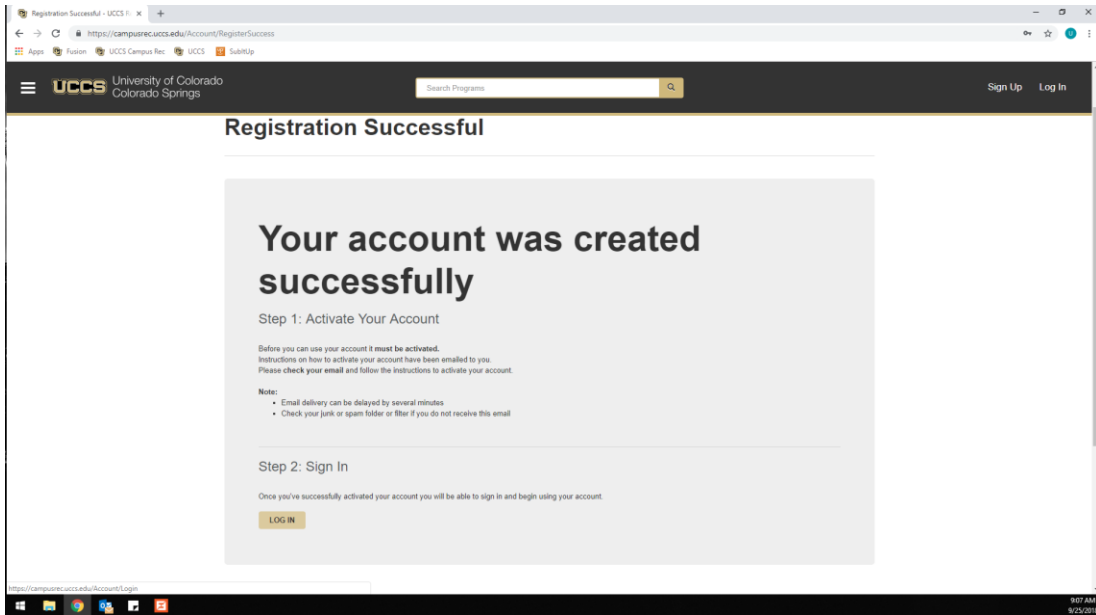 Registration Successful - UCCS R
https://campusrec.uccs.edu/Account/RegisterSuccess
Apps Fusion UCCS Campus Rec UCCS SubItUp
UCCS University of Colorado
Colorado Springs
Search Programs
Sign Up Log In
Registration Successful
Your account was created
successfully
Step 1: Activate Your Account
Before you can use your account it must be activated.
Instructions on how to activate your account have been emailed to you.
Please check your email and follow the instructions to activate your account.
Note:
• Email delivery can be delayed by several minutes
• Check your junk or spam folder or filter if you do not receive this email
Step 2: Sign In
Once you've successfully activated your account you will be able to sign in and begin using your account.
LOG IN
https://campusrec.uccs.edu/Account/Login
9:07 AM
9/25/201